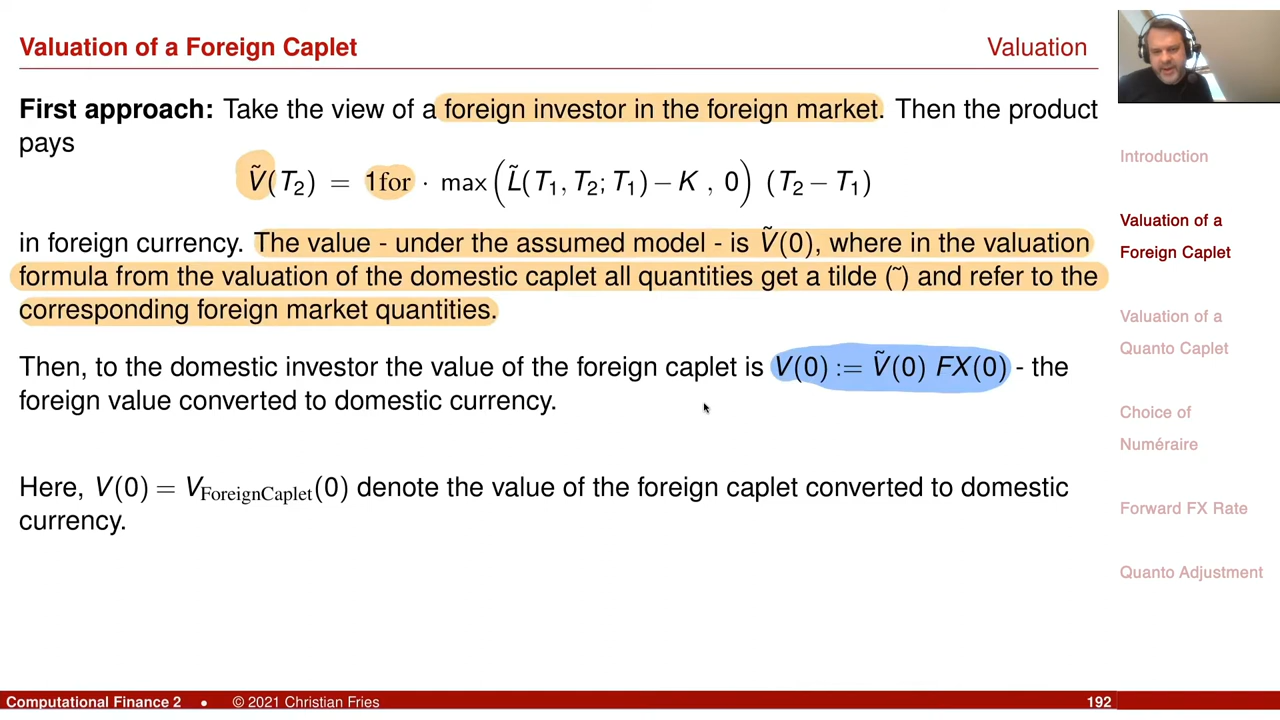 Valuation of a Foreign Caplet
Valuation
First approach: Take the view of a foreign investor in the foreign market. Then the product
pays
Ṽ(T₂) = 1for · max(L̃(T₁, T₂; T₁) − K , 0) (T₂ − T₁)
in foreign currency. The value - under the assumed model - is Ṽ(0), where in the valuation
formula from the valuation of the domestic caplet all quantities get a tilde (˜) and refer to the
corresponding foreign market quantities.
Then, to the domestic investor the value of the foreign caplet is V(0) := Ṽ(0) FX(0) - the
foreign value converted to domestic currency.
Here, V(0) = V_ForeignCaplet(0) denote the value of the foreign caplet converted to domestic
currency.
Introduction
Valuation of a
Foreign Caplet
Valuation of a
Quanto Caplet
Choice of
Numéraire
Forward FX Rate
Quanto Adjustment
Computational Finance 2 • © 2021 Christian Fries
192